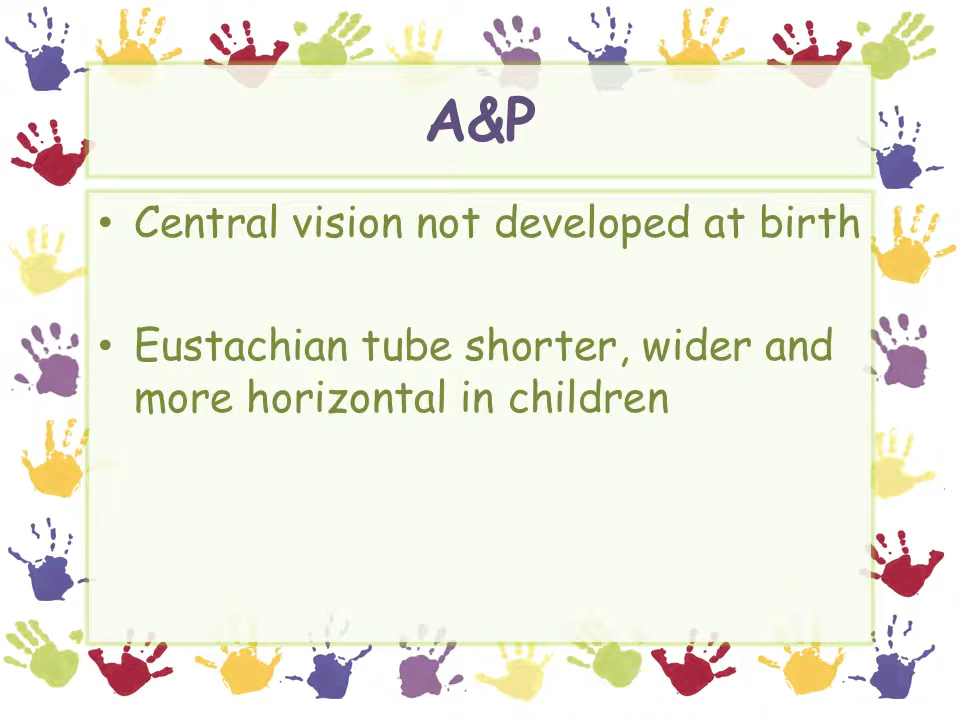 A&P
• Central vision not developed at birth
• Eustachian tube shorter, wider and
more horizontal in children